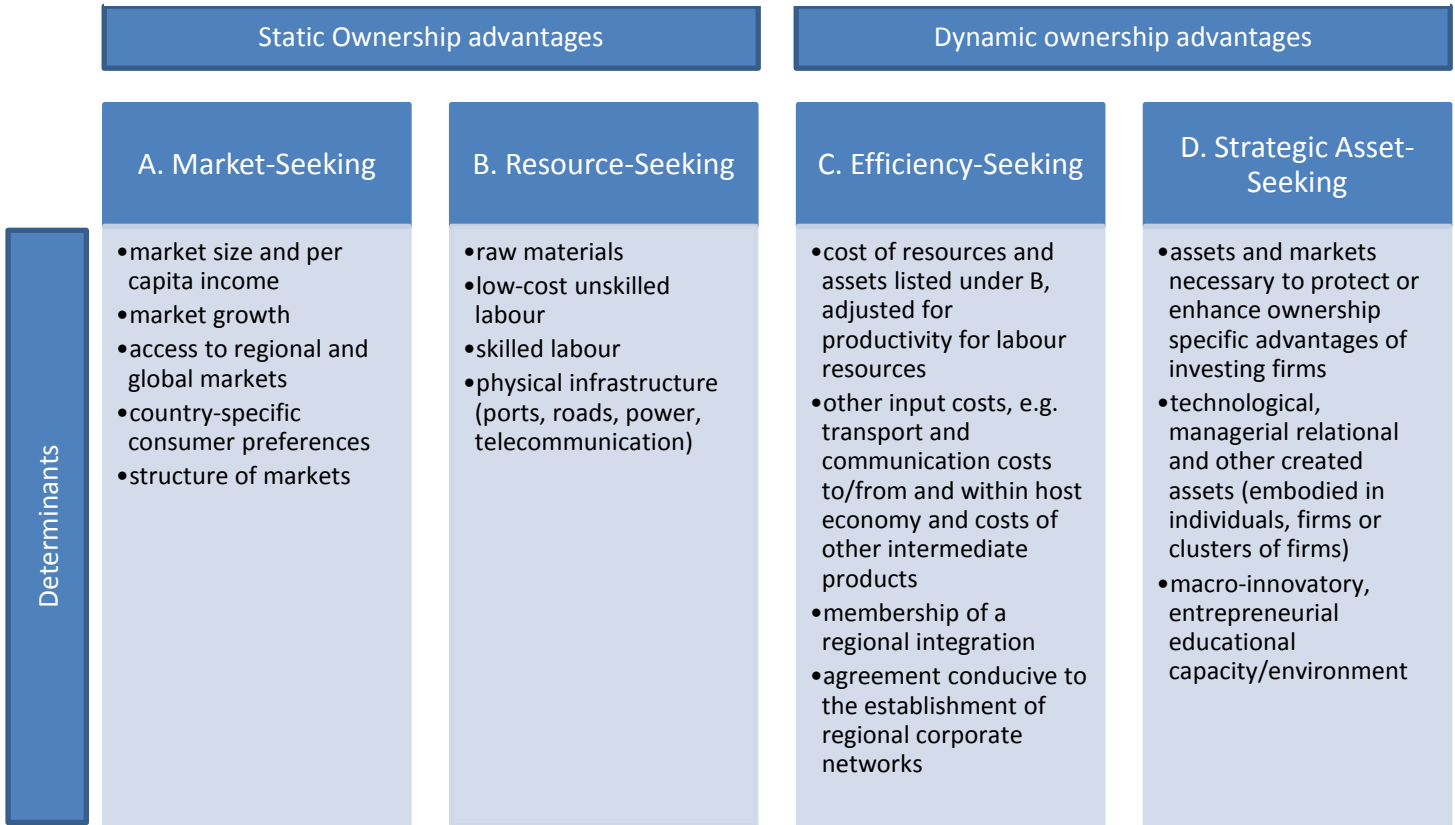 Static Ownership advantages
Dynamic ownership advantages
A. Market-Seeking
B. Resource-Seeking
C. Efficiency-Seeking
D. Strategic Asset-
Seeking
Determinants
•market size and per
capita income
•market growth
•access to regional and
global markets
•country-specific
consumer preferences
•structure of markets
•raw materials
•low-cost unskilled
labour
•skilled labour
•physical infrastructure
(ports, roads, power,
telecommunication)
•cost of resources and
assets listed under B,
adjusted for
productivity for labour
resources
•other input costs, e.g.
transport and
communication costs
to/from and within host
economy and costs of
other intermediate
products
•membership of a
regional integration
•agreement conducive to
the establishment of
regional corporate
networks
•assets and markets
necessary to protect or
enhance ownership
specific advantages of
investing firms
•technological,
managerial relational
and other created
assets (embodied in
individuals, firms or
clusters of firms)
•macro-innovatory,
entrepreneurial
educational
capacity/environment